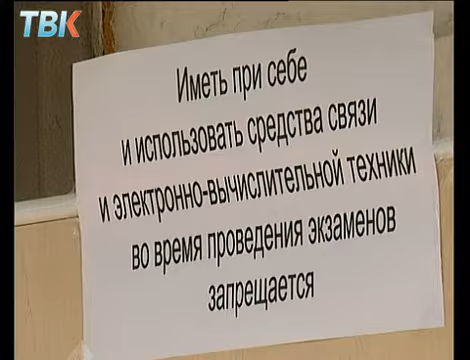 ТВК
Иметь при себе
и использовать средства связи
и электронно-вычислительной техники
во время проведения экзаменов
запрещается